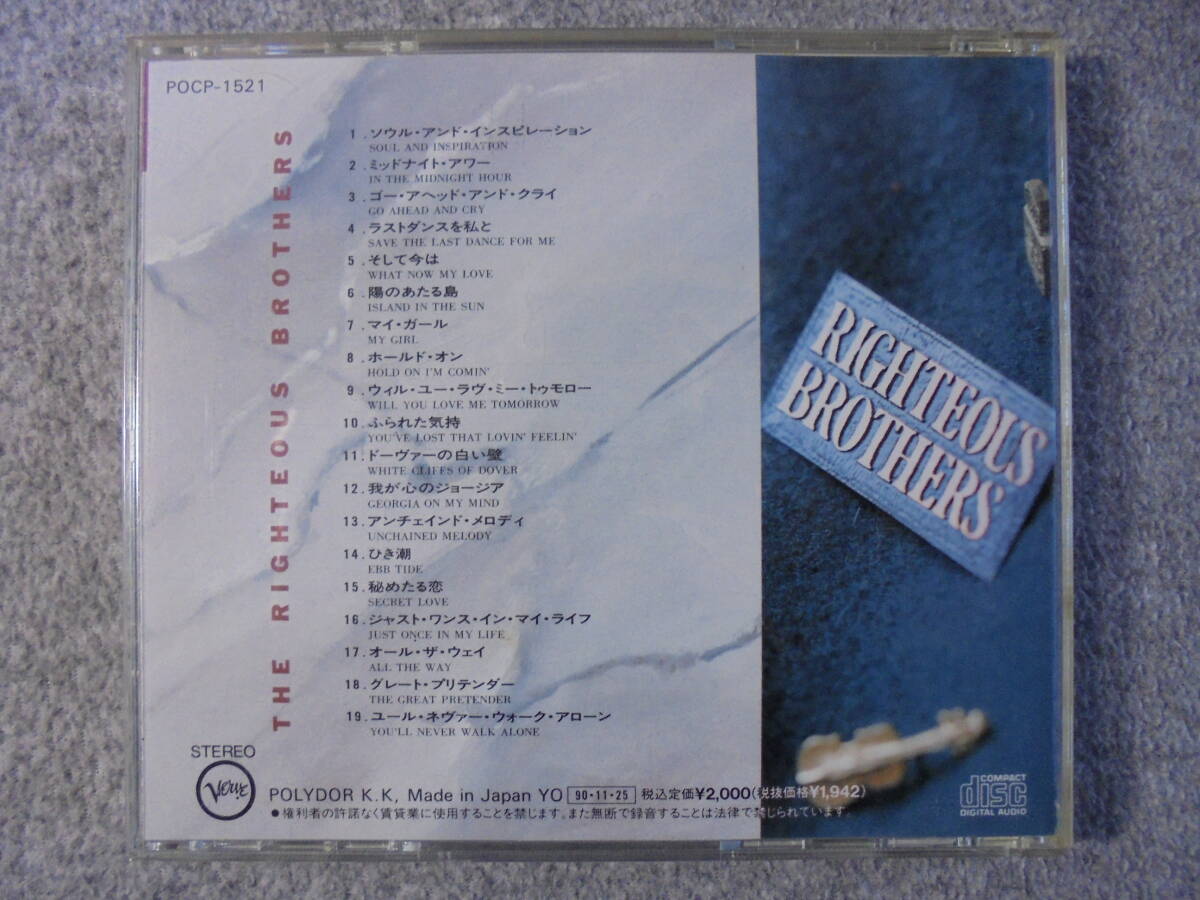 POCP-1521
THE RIGHTEOUS BROTHERS
1. ソウル・アンド・インスピレーション
SOUL AND INSPIRATION
2. ミッドナイト・アワー
IN THE MIDNIGHT HOUR
3. ゴー・アヘッド・アンド・クライ
GO AHEAD AND CRY
4. ラストダンスを私と
SAVE THE LAST DANCE FOR ME
5. そして今は
WHAT NOW MY LOVE
6. 陽のあたる島
ISLAND IN THE SUN
7. マイ・ガール
MY GIRL
8. ホールド・オン
HOLD ON I'M COMIN'
9. ウィル・ユー・ラヴ・ミー・トゥモロー
WILL YOU LOVE ME TOMORROW
10. ふられた気持
YOU'VE LOST THAT LOVIN' FEELIN'
11. ドーヴァーの白い壁
WHITE CLIFFS OF DOVER
12. 我が心のジョージア
GEORGIA ON MY MIND
13. アンチェインド・メロディ
UNCHAINED MELODY
14. ひき潮
EBB TIDE
15. 秘めたる恋
SECRET LOVE
16. ジャスト・ワンス・イン・マイ・ライフ
JUST ONCE IN MY LIFE
17. オール・ザ・ウェイ
ALL THE WAY
18. グレート・プリテンダー
THE GREAT PRETENDER
19. ユール・ネヴァー・ウォーク・アローン
YOU'LL NEVER WALK ALONE
RIGHTEOUS
BROTHERS
STEREO
Verve
POLYDOR K.K, Made in Japan YO 90・11・25 税込定価¥2,000(税抜価格¥1,942)
●権利者の許諾なく賃貸業に使用することを禁じます。また無断で録音することは法律で禁じられています。
COMPACT
disc
DIGITAL AUDIO